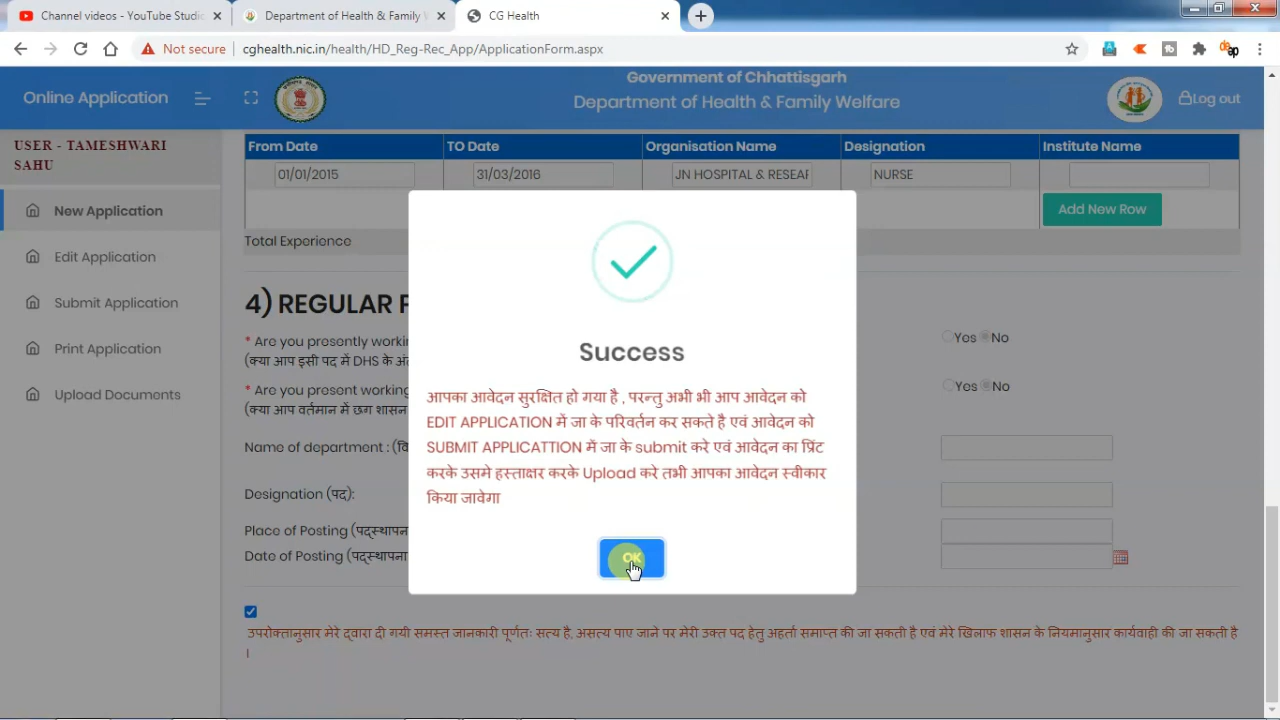 Channel videos - YouTube Studio
Department of Health & Family W
CG Health
Not secure
cghealth.nic.in/health/HD_Reg-Rec_App/ApplicationForm.aspx
Online Application
Government of Chhattisgarh
Department of Health & Family Welfare
Log out
USER - TAMESHWARI
SAHU
New Application
Edit Application
Submit Application
Print Application
Upload Documents
From Date TO Date Organisation Name Designation Institute Name
01/01/2015 31/03/2016 JN HOSPITAL & RESEAF NURSE
Add New Row
Total Experience
4) REGULAR P
* Are you presently working Yes No
(क्या आप इसी पद में DHS के अं
* Are you present working Yes No
(क्या आप वर्तमान में छग शासन
Name of department : (वि
Designation (पद):
Place of Posting (पद्स्थापना
Date of Posting (पद्स्थापना
Success
आपका आवेदन सुरक्षित हो गया है , परन्तु अभी भी आप आवेदन को
EDIT APPLICATION में जा के परिवर्तन कर सकते है एवं आवेदन को
SUBMIT APPLICATTION में जा के submit करे एवं आवेदन का प्रिंट
करके उसमे हस्ताक्षर करके Upload करे तभी आपका आवेदन स्वीकार
किया जावेगा
OK
उपरोक्तानुसार मेरे द्वारा दी गयी समस्त जानकारी पूर्णतः सत्य है, असत्य पाए जाने पर मेरी उक्त पद हेतु अहर्ता समाप्त की जा सकती है एवं मेरे खिलाफ शासन के नियमानुसार कार्यवाही की जा सकती है
।